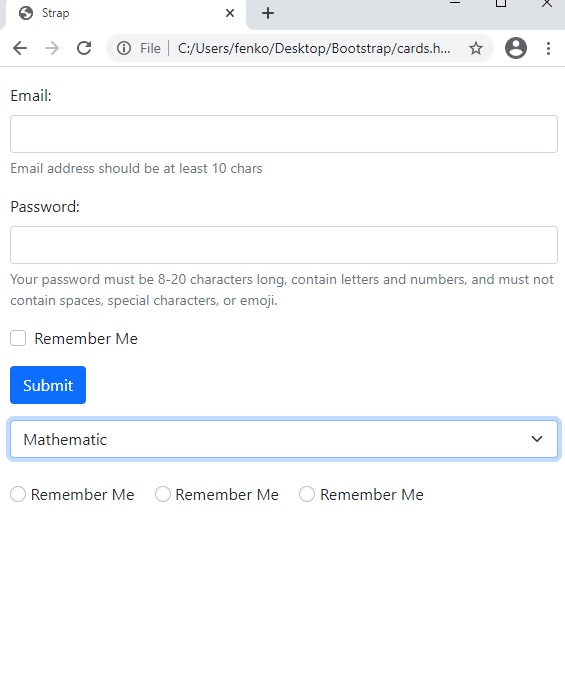 Strap
File C:/Users/fenko/Desktop/Bootstrap/cards.h...
Email:
Email address should be at least 10 chars
Password:
Your password must be 8-20 characters long, contain letters and numbers, and must not
contain spaces, special characters, or emoji.
Remember Me
Submit
Mathematic
Remember Me Remember Me Remember Me